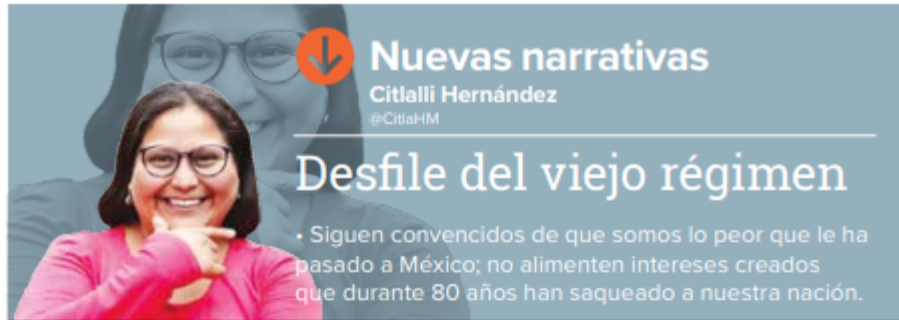 Nuevas narrativas
Citlalli Hernández
@CitlaHM
Desfile del viejo régimen
• Siguen convencidos de que somos lo peor que le ha
pasado a México; no alimenten intereses creados
que durante 80 años han saqueado a nuestra nación.